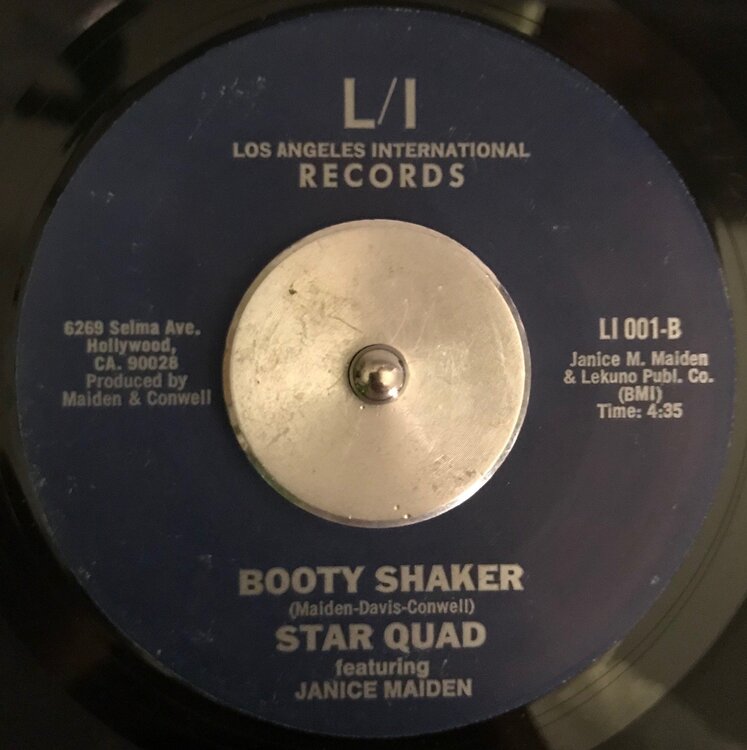 L/I
LOS ANGELES INTERNATIONAL
RECORDS
6269 Selma Ave.
Hollywood,
CA. 90028
Produced by
Maiden & Conwell
LI 001-B
Janice M. Maiden
& Lekuno Publ. Co.
(BMI)
Time: 4:35
BOOTY SHAKER
(Maiden-Davis-Conwell)
STAR QUAD
featuring
JANICE MAIDEN